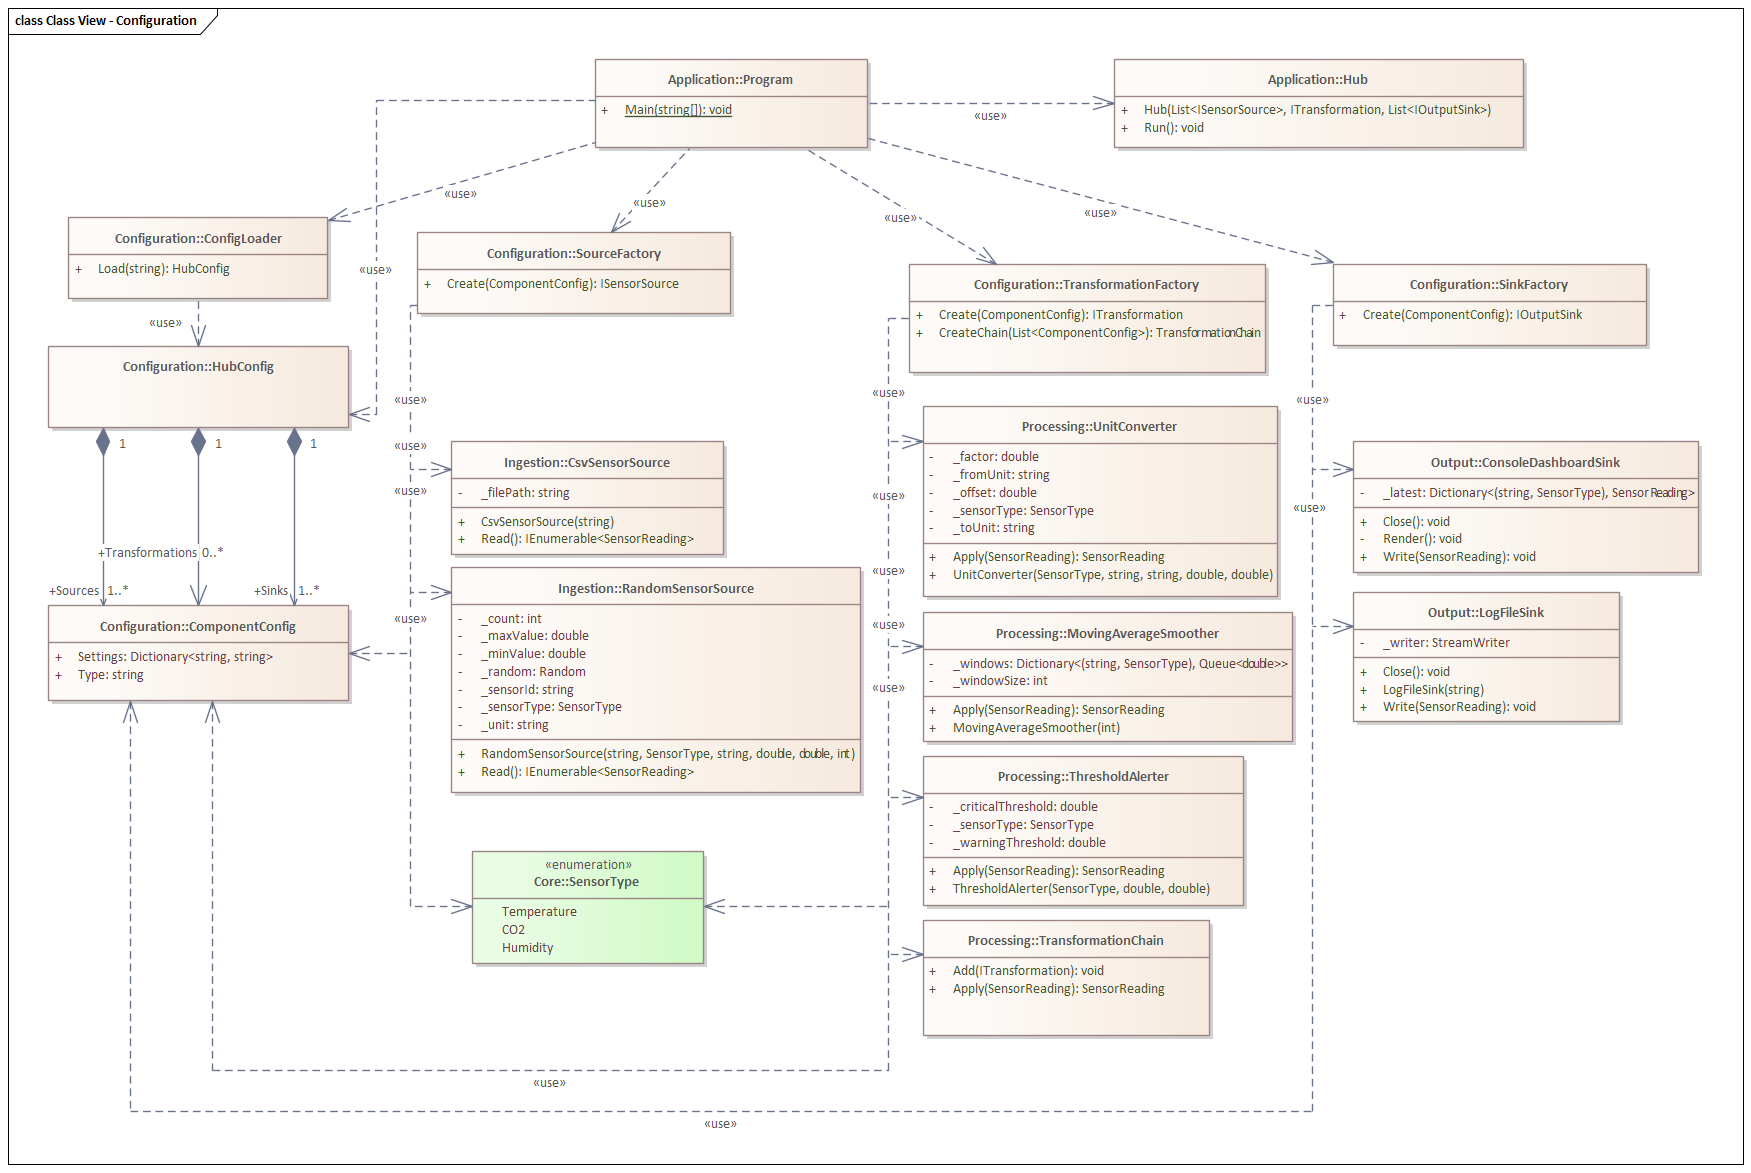 class Class View - Configuration
Application::Program
+ Main(string[]): void
Application::Hub
+ Hub(List<ISensorSource>, ITransformation, List<IOutputSink>)
+ Run(): void
«use»
«use»
«use»
«use»
«use»
«use»
Configuration::ConfigLoader
+ Load(string): HubConfig
Configuration::SourceFactory
+ Create(ComponentConfig): ISensorSource
Configuration::TransformationFactory
+ Create(ComponentConfig): ITransformation
+ CreateChain(List<ComponentConfig>): TransformationChain
Configuration::SinkFactory
+ Create(ComponentConfig): IOutputSink
«use»
Configuration::HubConfig
1
1
1
+Transformations 0..*
+Sources 1..*
+Sinks 1..*
Configuration::ComponentConfig
+ Settings: Dictionary<string, string>
+ Type: string
«use»
«use»
«use»
«use»
Ingestion::CsvSensorSource
- _filePath: string
+ CsvSensorSource(string)
+ Read(): IEnumerable<SensorReading>
Ingestion::RandomSensorSource
- _count: int
- _maxValue: double
- _minValue: double
- _random: Random
- _sensorId: string
- _sensorType: SensorType
- _unit: string
+ RandomSensorSource(string, SensorType, string, double, double, int)
+ Read(): IEnumerable<SensorReading>
«enumeration»
Core::SensorType
Temperature
CO2
Humidity
«use»
«use»
«use»
«use»
«use»
Processing::UnitConverter
- _factor: double
- _fromUnit: string
- _offset: double
- _sensorType: SensorType
- _toUnit: string
+ Apply(SensorReading): SensorReading
+ UnitConverter(SensorType, string, string, double, double)
Processing::MovingAverageSmoother
- _windows: Dictionary<(string, SensorType), Queue<double>>
- _windowSize: int
+ Apply(SensorReading): SensorReading
+ MovingAverageSmoother(int)
Processing::ThresholdAlerter
- _criticalThreshold: double
- _sensorType: SensorType
- _warningThreshold: double
+ Apply(SensorReading): SensorReading
+ ThresholdAlerter(SensorType, double, double)
Processing::TransformationChain
+ Add(ITransformation): void
+ Apply(SensorReading): SensorReading
«use»
«use»
Output::ConsoleDashboardSink
- _latest: Dictionary<(string, SensorType), SensorReading>
+ Close(): void
- Render(): void
+ Write(SensorReading): void
Output::LogFileSink
- _writer: StreamWriter
+ Close(): void
+ LogFileSink(string)
+ Write(SensorReading): void
«use»
«use»